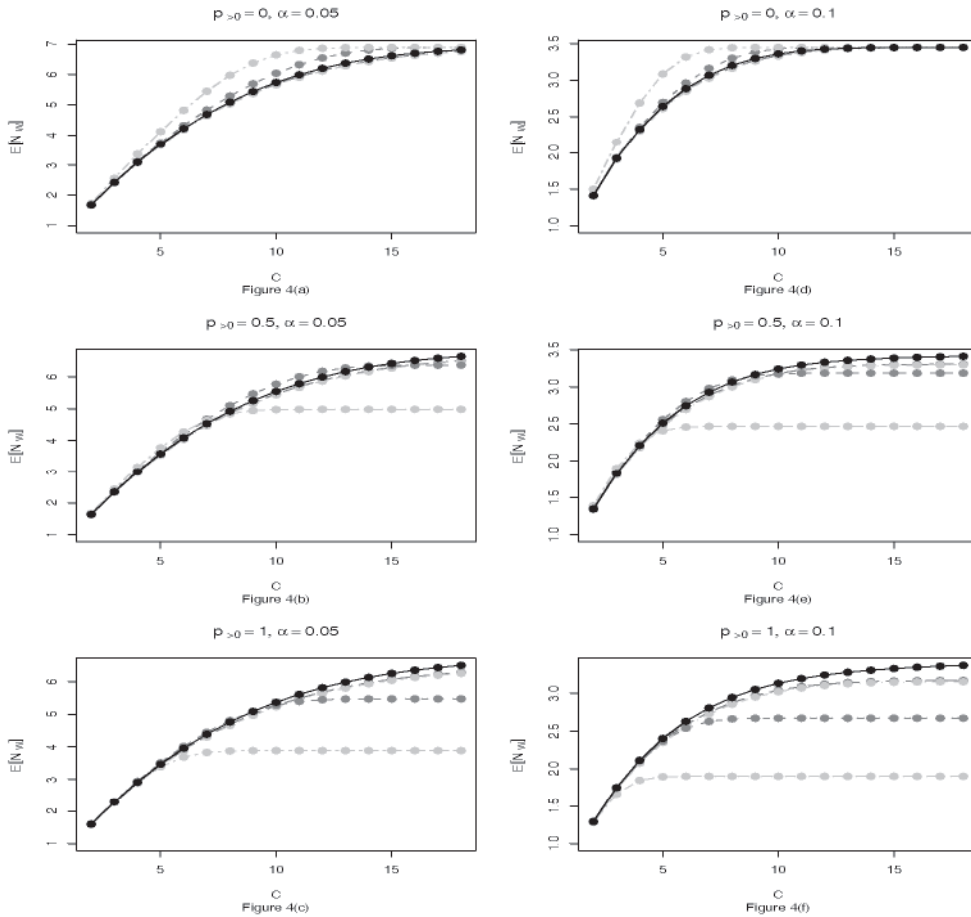 p >0 = 0, α = 0.05
E[N W]
1 2 3 4 5 6 7
5 10 15
C
Figure 4(a)
p >0 = 0, α = 0.1
E[N W]
1.0 1.5 2.0 2.5 3.0 3.5
5 10 15
C
Figure 4(d)
p >0 = 0.5, α = 0.05
E[N W]
1 2 3 4 5 6
5 10 15
C
Figure 4(b)
p >0 = 0.5, α = 0.1
E[N W]
1.0 1.5 2.0 2.5 3.0 3.5
5 10 15
C
Figure 4(e)
p >0 = 1, α = 0.05
E[N W]
1 2 3 4 5 6
5 10 15
C
Figure 4(c)
p >0 = 1, α = 0.1
E[N W]
1.0 1.5 2.0 2.5 3.0
5 10 15
C
Figure 4(f)